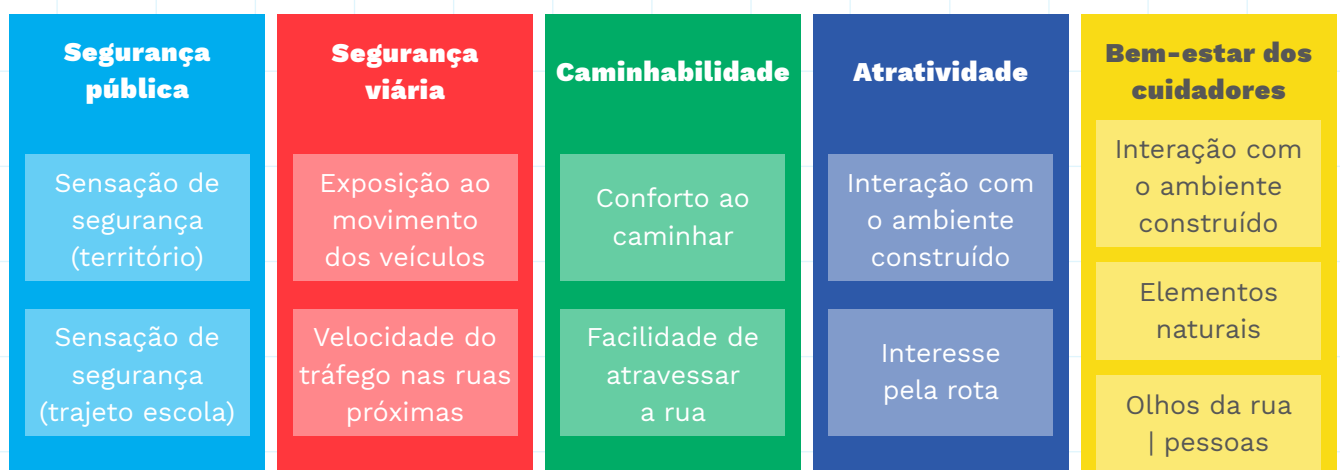 Segurança
pública
Sensação de
segurança
(território)
Sensação de
segurança
(trajeto escola)
Segurança
viária
Exposição ao
movimento
dos veículos
Velocidade do
tráfego nas ruas
próximas
Caminhabilidade
Conforto ao
caminhar
Facilidade de
atravessar
a rua
Atratividade
Interação com
o ambiente
construído
Interesse
pela rota
Bem-estar dos
cuidadores
Interação com
o ambiente
construído
Elementos
naturais
Olhos da rua
| pessoas